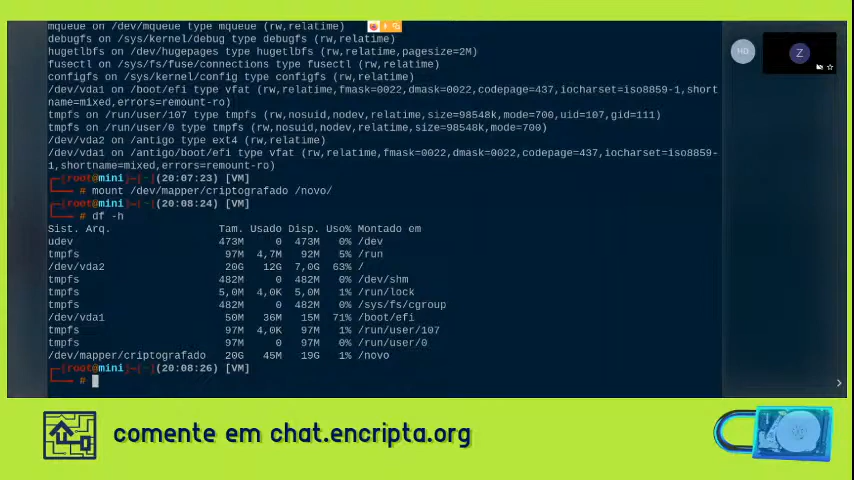 mqueue on /dev/mqueue type mqueue (rw,relatime)
debugfs on /sys/kernel/debug type debugfs (rw,relatime)
hugetlbfs on /dev/hugepages type hugetlbfs (rw,relatime,pagesize=2M)
fusectl on /sys/fs/fuse/connections type fusectl (rw,relatime)
configfs on /sys/kernel/config type configfs (rw,relatime)
/dev/vda1 on /boot/efi type vfat (rw,relatime,fmask=0022,dmask=0022,codepage=437,iocharset=iso8859-1,short
name=mixed,errors=remount-ro)
tmpfs on /run/user/107 type tmpfs (rw,nosuid,nodev,relatime,size=98548k,mode=700,uid=107,gid=111)
tmpfs on /run/user/0 type tmpfs (rw,nosuid,nodev,relatime,size=98548k,mode=700)
/dev/vda2 on /antigo type ext4 (rw,relatime)
/dev/vda1 on /antigo/boot/efi type vfat (rw,relatime,fmask=0022,dmask=0022,codepage=437,iocharset=iso8859-
1,shortname=mixed,errors=remount-ro)
[root@mini]-[~](20:07:23) [VM]
# mount /dev/mapper/criptografado /novo/
[root@mini]-[~](20:08:24) [VM]
# df -h
Sist. Arq. Tam. Usado Disp. Uso% Montado em
udev 473M 0 473M 0% /dev
tmpfs 97M 4,7M 92M 5% /run
/dev/vda2 20G 12G 7,0G 63% /
tmpfs 482M 0 482M 0% /dev/shm
tmpfs 5,0M 4,0K 5,0M 1% /run/lock
tmpfs 482M 0 482M 0% /sys/fs/cgroup
/dev/vda1 50M 36M 15M 71% /boot/efi
tmpfs 97M 4,0K 97M 1% /run/user/107
tmpfs 97M 0 97M 0% /run/user/0
/dev/mapper/criptografado 20G 45M 19G 1% /novo
[root@mini]-[~](20:08:26) [VM]
#
Z
comente em chat.encripta.org